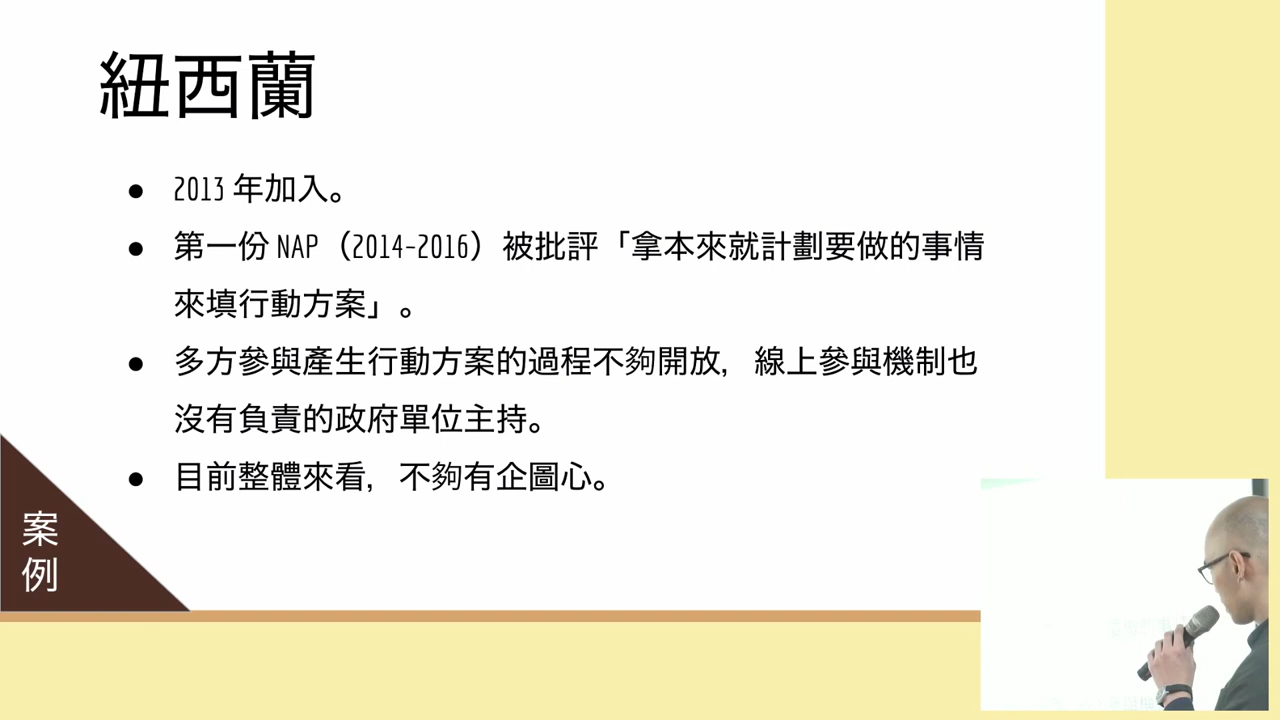 紐西蘭
● 2013 年加入。
● 第一份 NAP（2014-2016）被批評「拿本來就計劃要做的事情
來填行動方案」。
● 多方參與產生行動方案的過程不夠開放，線上參與機制也
沒有負責的政府單位主持。
● 目前整體來看，不夠有企圖心。
案
例